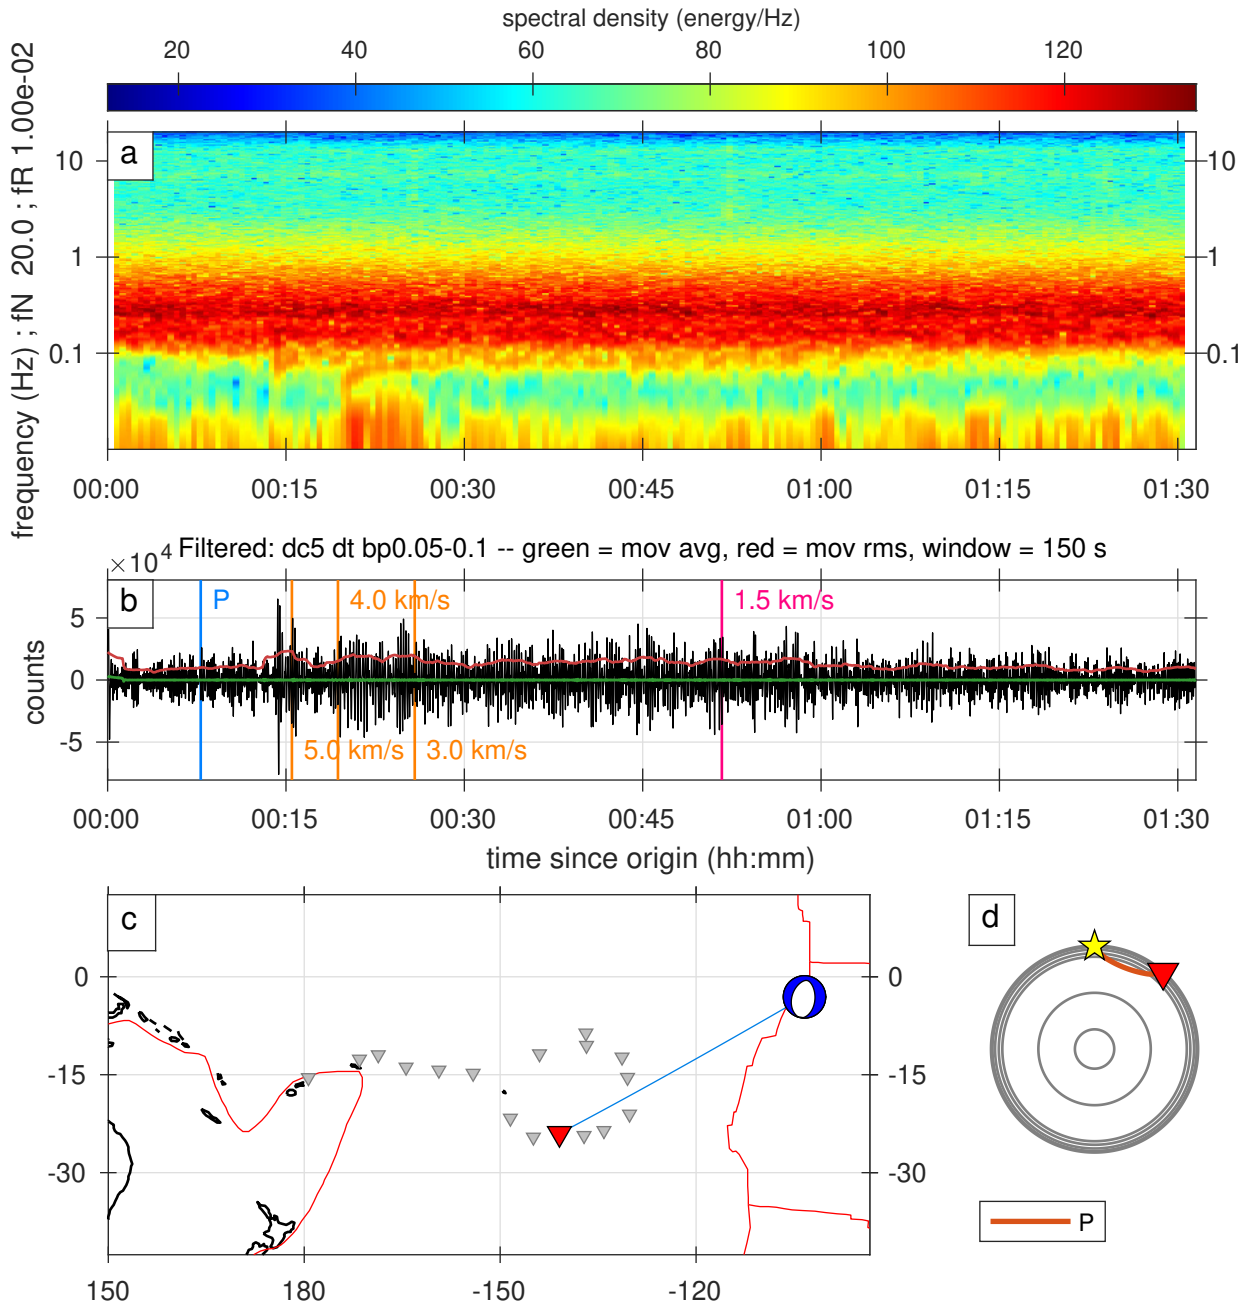 spectral density (energy/Hz)
20 40 60 80 100 120
frequency (Hz) ; fN 20.0 ; fR 1.00e-02
a
10 10
1 1
0.1 0.1
00:00 00:15 00:30 00:45 01:00 01:15 01:30
×10⁴ Filtered: dc5 dt bp0.05-0.1 -- green = mov avg, red = mov rms, window = 150 s
b
P 4.0 km/s 1.5 km/s
5
0
-5
counts
5.0 km/s 3.0 km/s
00:00 00:15 00:30 00:45 01:00 01:15 01:30
time since origin (hh:mm)
c
d
0 0
-15 -15
-30 -30
150 180 -150 -120
P